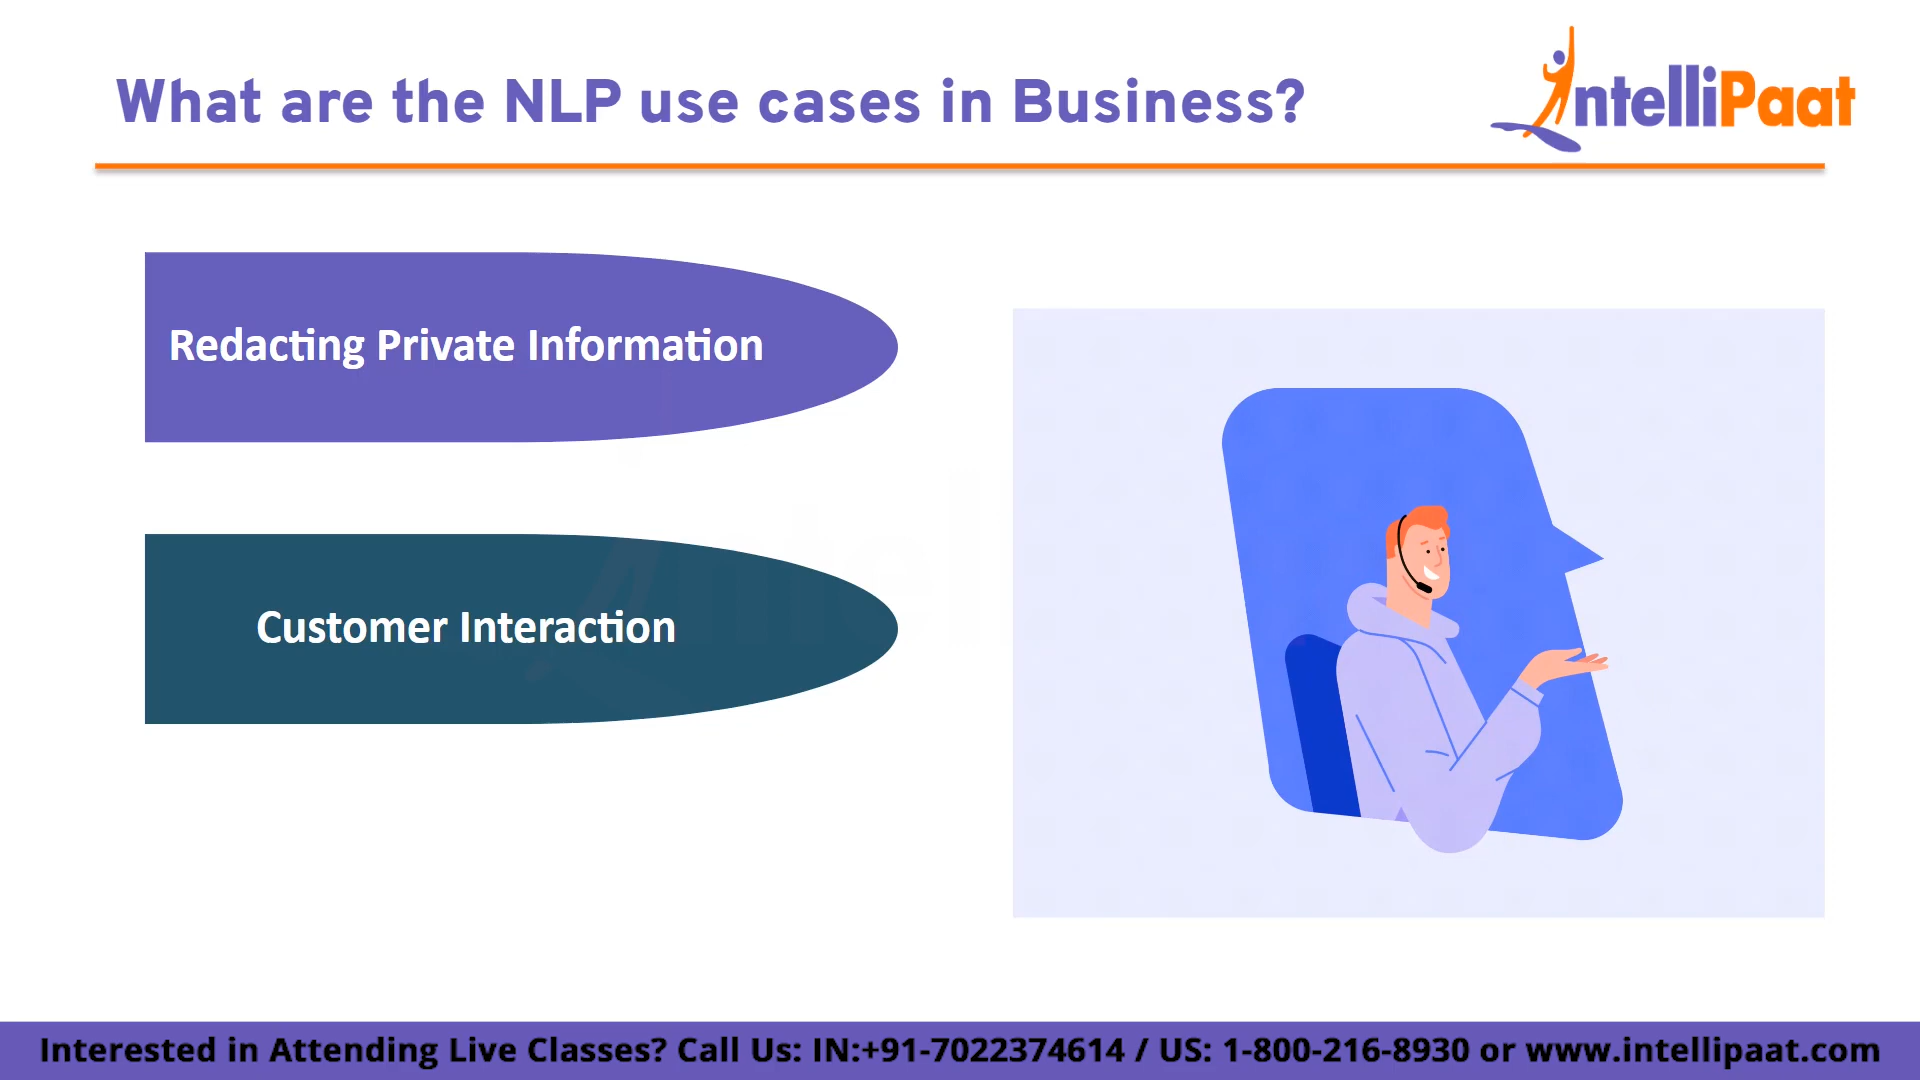 What are the NLP use cases in Business?
IntelliPaat
Redacting Private Information
Customer Interaction
Interested in Attending Live Classes? Call Us: IN:+91-7022374614 / US: 1-800-216-8930 or www.intellipaat.com